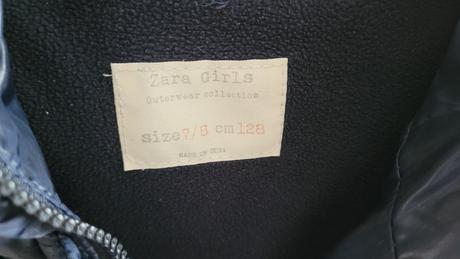 Zara Girls
Outerwear collection
size 7/8 cm 128
MADE IN